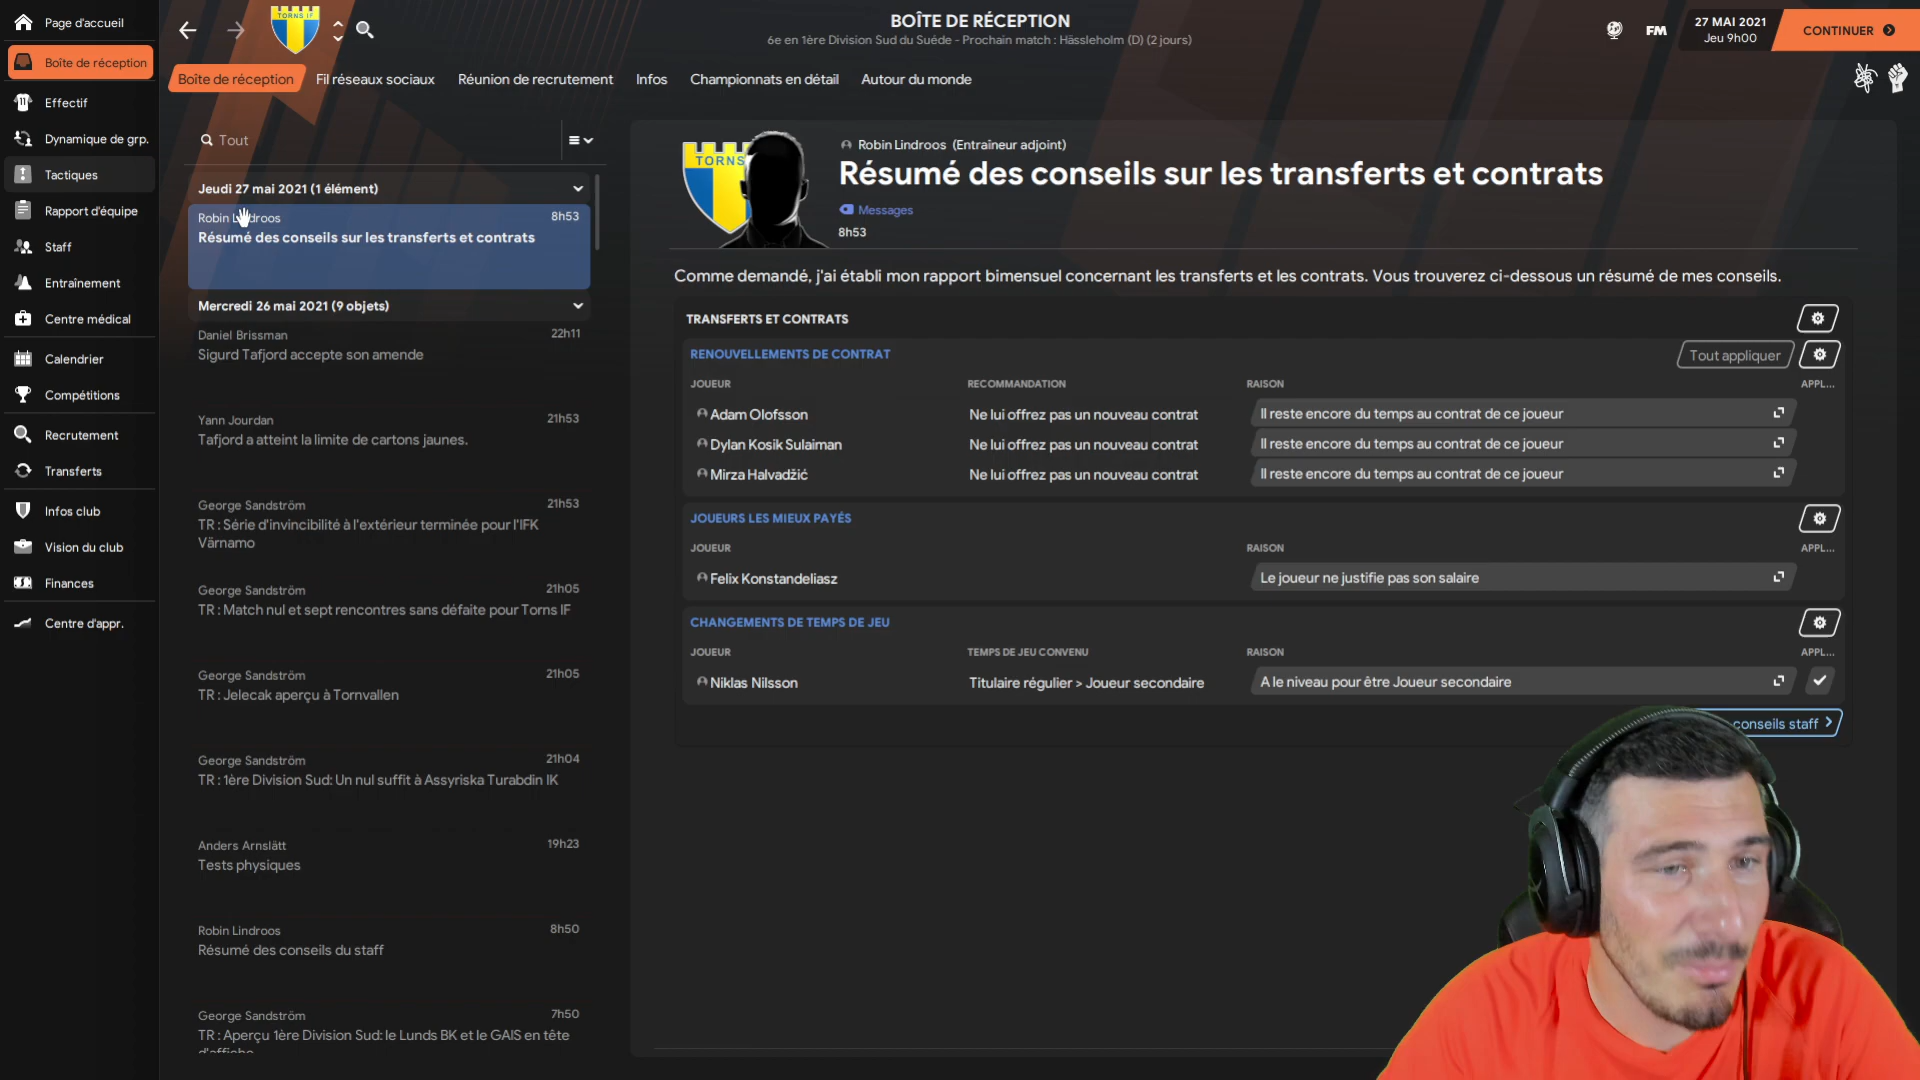 Page d'accueil
Boîte de réception
Effectif
Dynamique de grp.
Tactiques
Rapport d'équipe
Staff
Entraînement
Centre médical
Calendrier
Compétitions
Recrutement
Transferts
Infos club
Vision du club
Finances
Centre d'appr.
TORNS IF
BOÎTE DE RÉCEPTION
6e en 1ère Division Sud du Suéde - Prochain match : Hässleholm (D) (2 jours)
FM
27 MAI 2021
Jeu 9h00
CONTINUER
Boîte de réception
Fil réseaux sociaux
Réunion de recrutement
Infos
Championnats en détail
Autour du monde
Tout
Jeudi 27 mai 2021 (1 élément)
Robin Lindroos 8h53
Résumé des conseils sur les transferts et contrats
Mercredi 26 mai 2021 (9 objets)
Daniel Brissman 22h11
Sigurd Tafjord accepte son amende
Yann Jourdan 21h53
Tafjord a atteint la limite de cartons jaunes.
George Sandström 21h53
TR : Série d'invincibilité à l'extérieur terminée pour l'IFK
Värnamo
George Sandström 21h05
TR : Match nul et sept rencontres sans défaite pour Torns IF
George Sandström 21h05
TR : Jelecak aperçu à Tornvallen
George Sandström 21h04
TR : 1ère Division Sud: Un nul suffit à Assyriska Turabdin IK
Anders Arnslätt 19h23
Tests physiques
Robin Lindroos 8h50
Résumé des conseils du staff
George Sandström 7h50
TR : Aperçu 1ère Division Sud: le Lunds BK et le GAIS en tête
d'affiche
TORNS
Robin Lindroos (Entraîneur adjoint)
Résumé des conseils sur les transferts et contrats
Messages
8h53
Comme demandé, j'ai établi mon rapport bimensuel concernant les transferts et les contrats. Vous trouverez ci-dessous un résumé de mes conseils.
TRANSFERTS ET CONTRATS
RENOUVELLEMENTS DE CONTRAT Tout appliquer
JOUEUR RECOMMANDATION RAISON APPL...
Adam Olofsson Ne lui offrez pas un nouveau contrat Il reste encore du temps au contrat de ce joueur
Dylan Kosik Sulaiman Ne lui offrez pas un nouveau contrat Il reste encore du temps au contrat de ce joueur
Mirza Halvadžić Ne lui offrez pas un nouveau contrat Il reste encore du temps au contrat de ce joueur
JOUEURS LES MIEUX PAYÉS
JOUEUR RAISON APPL...
Felix Konstandeliasz Le joueur ne justifie pas son salaire
CHANGEMENTS DE TEMPS DE JEU
JOUEUR TEMPS DE JEU CONVENU RAISON APPL...
Niklas Nilsson Titulaire régulier > Joueur secondaire A le niveau pour être Joueur secondaire
conseils staff